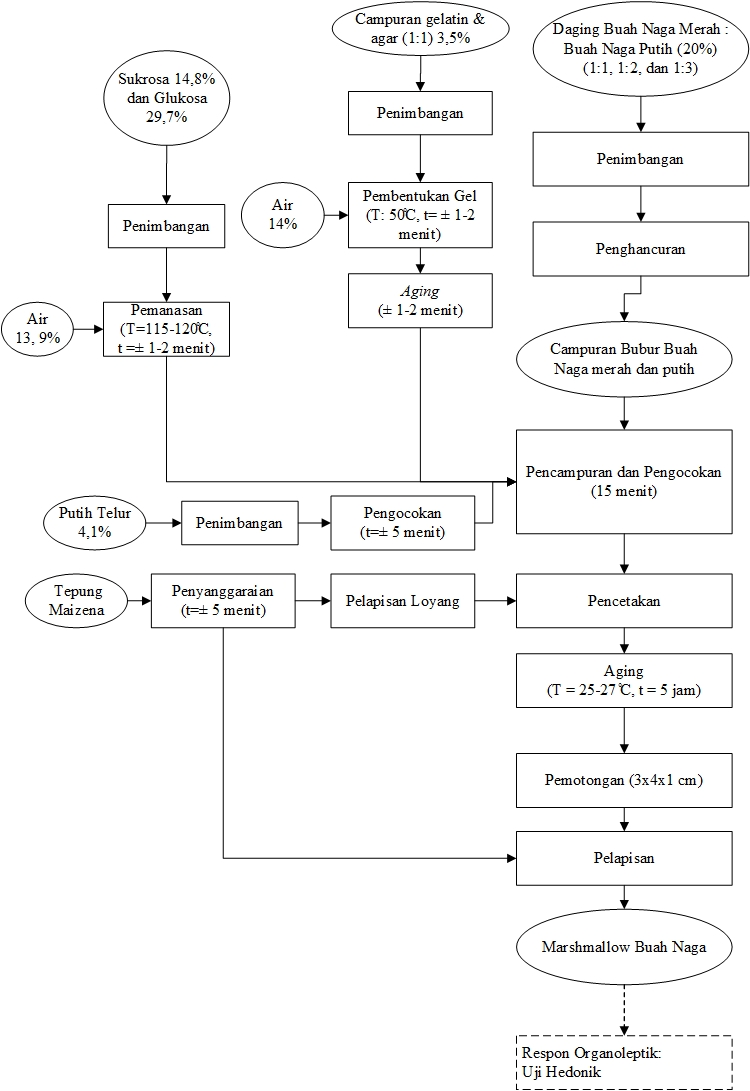 Campuran gelatin &
agar (1:1) 3,5%
Daging Buah Naga Merah :
Buah Naga Putih (20%)
(1:1, 1:2, dan 1:3)
Sukrosa 14,8%
dan Glukosa
29,7%
Penimbangan
Penimbangan
Air
14%
Pembentukan Gel
(T: 50℃, t= ± 1-2
menit)
Penimbangan
Penghancuran
Aging
(± 1-2 menit)
Air
13, 9%
Pemanasan
(T=115-120℃,
t =± 1-2 menit)
Campuran Bubur Buah
Naga merah dan putih
Pencampuran dan Pengocokan
(15 menit)
Putih Telur
4,1%
Penimbangan
Pengocokan
(t=± 5 menit)
Tepung
Maizena
Penyanggaraian
(t=± 5 menit)
Pelapisan Loyang
Pencetakan
Aging
(T = 25-27℃, t = 5 jam)
Pemotongan (3x4x1 cm)
Pelapisan
Marshmallow Buah Naga
Respon Organoleptik:
Uji Hedonik